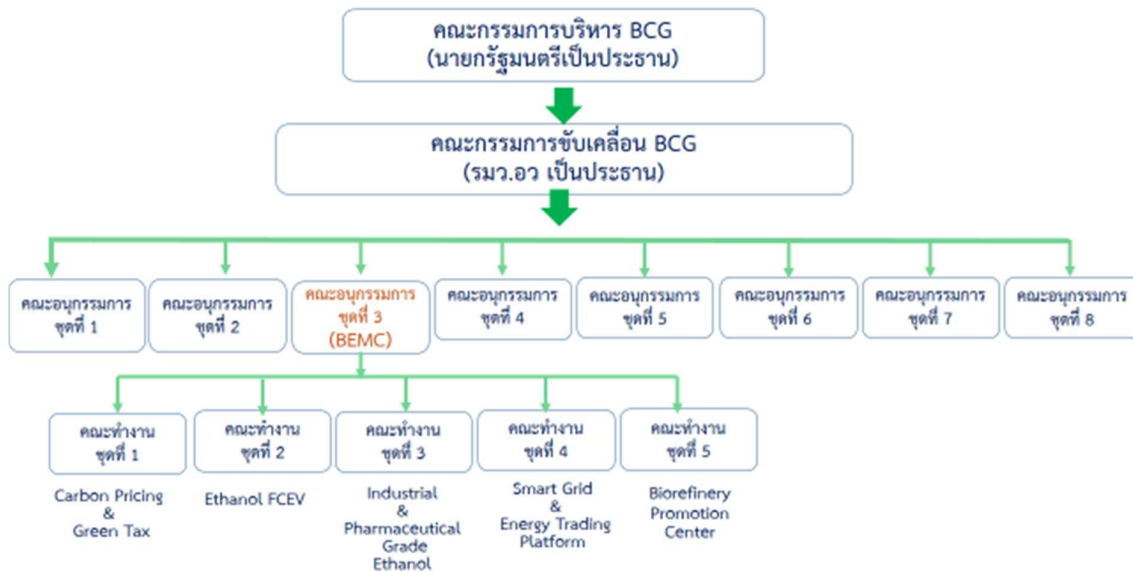 คณะกรรมการบริหาร BCG
(นายกรัฐมนตรีเป็นประธาน)
คณะกรรมการขับเคลื่อน BCG
(รมว.อว เป็นประธาน)
คณะอนุกรรมการ
ชุดที่ 1
คณะอนุกรรมการ
ชุดที่ 2
คณะอนุกรรมการ
ชุดที่ 3
(BEMC)
คณะอนุกรรมการ
ชุดที่ 4
คณะอนุกรรมการ
ชุดที่ 5
คณะอนุกรรมการ
ชุดที่ 6
คณะอนุกรรมการ
ชุดที่ 7
คณะอนุกรรมการ
ชุดที่ 8
คณะทำงาน
ชุดที่ 1
คณะทำงาน
ชุดที่ 2
คณะทำงาน
ชุดที่ 3
คณะทำงาน
ชุดที่ 4
คณะทำงาน
ชุดที่ 5
Carbon Pricing
&
Green Tax
Ethanol FCEV
Industrial
&
Pharmaceutical
Grade
Ethanol
Smart Grid
&
Energy Trading
Platform
Biorefinery
Promotion
Center